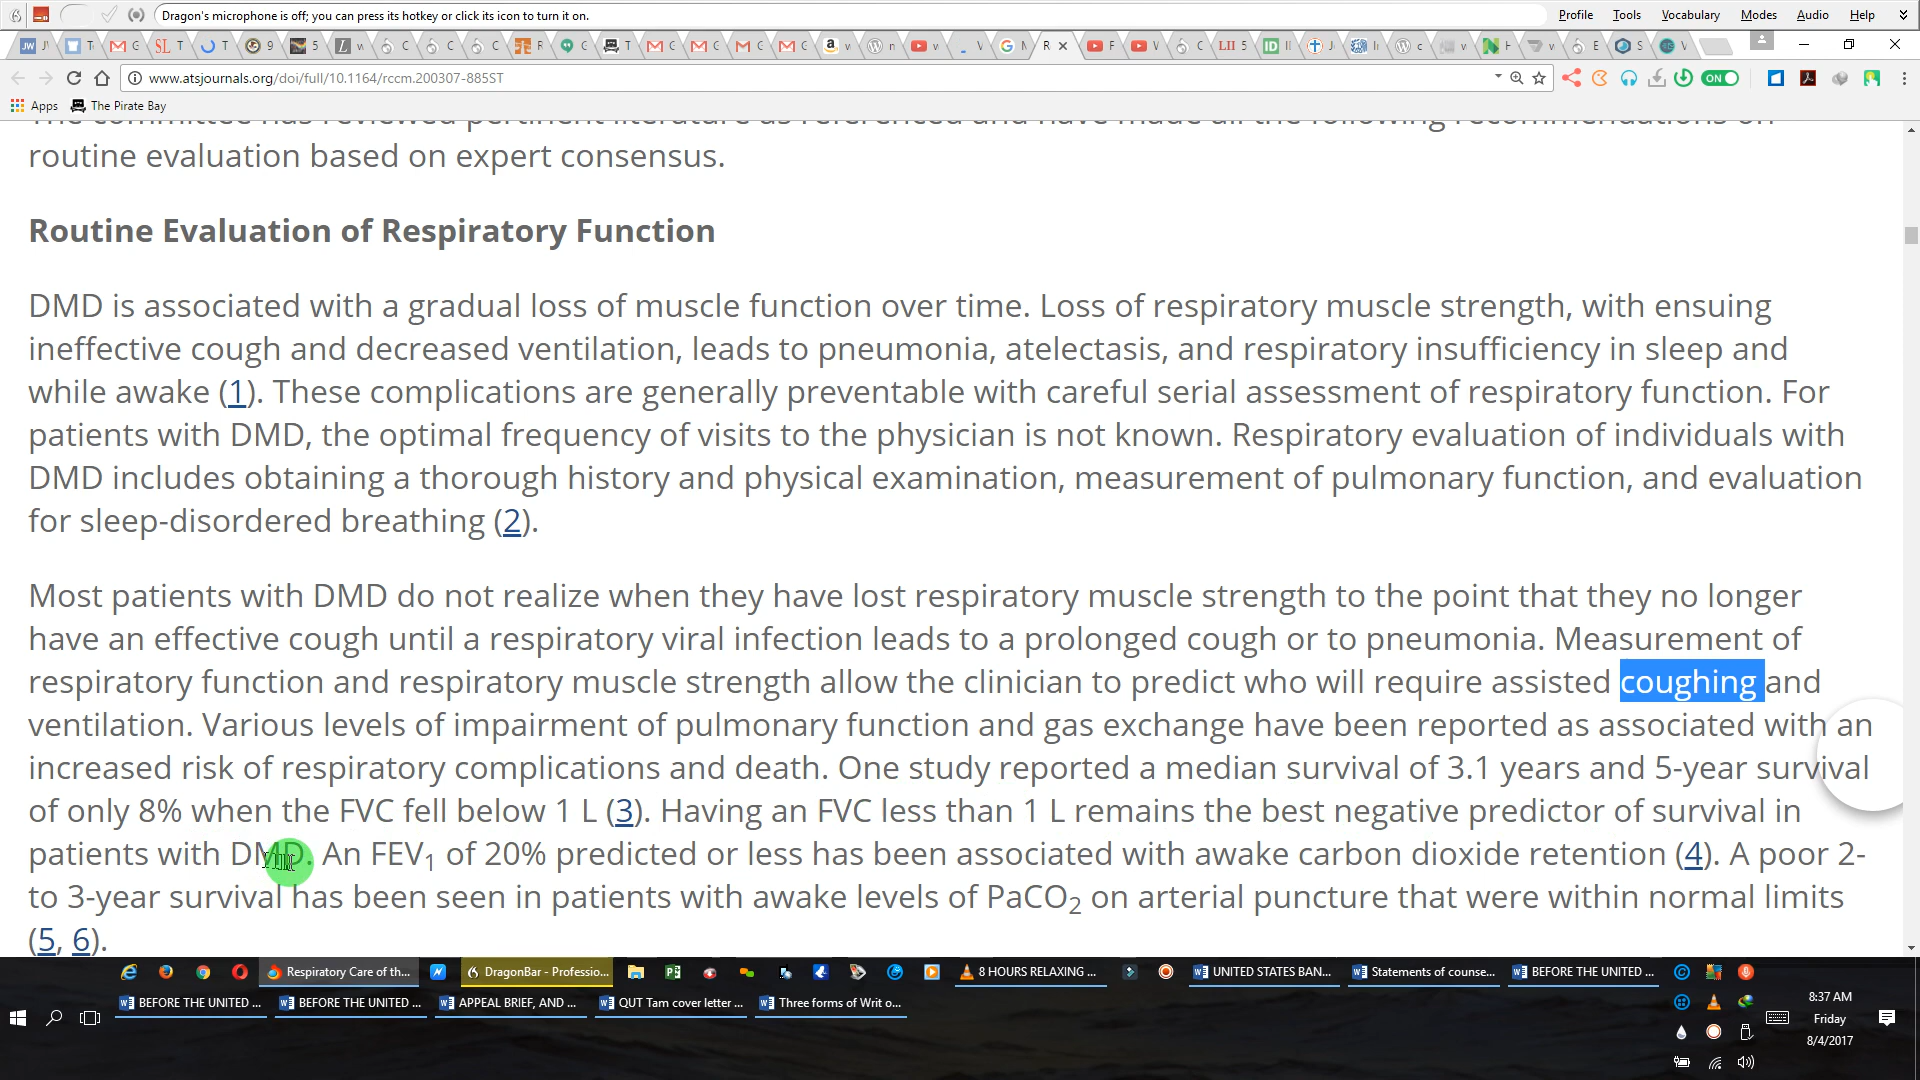 Dragon's microphone is off; you can press its hotkey or click its icon to turn it on.
Profile Tools Vocabulary Modes Audio Help
www.atsjournals.org/doi/full/10.1164/rccm.200307-885ST
ON
Apps The Pirate Bay
The committee has reviewed pertinent literature as referenced and have made all the following recommendations on
routine evaluation based on expert consensus.
Routine Evaluation of Respiratory Function
DMD is associated with a gradual loss of muscle function over time. Loss of respiratory muscle strength, with ensuing
ineffective cough and decreased ventilation, leads to pneumonia, atelectasis, and respiratory insufficiency in sleep and
while awake (1). These complications are generally preventable with careful serial assessment of respiratory function. For
patients with DMD, the optimal frequency of visits to the physician is not known. Respiratory evaluation of individuals with
DMD includes obtaining a thorough history and physical examination, measurement of pulmonary function, and evaluation
for sleep-disordered breathing (2).
Most patients with DMD do not realize when they have lost respiratory muscle strength to the point that they no longer
have an effective cough until a respiratory viral infection leads to a prolonged cough or to pneumonia. Measurement of
respiratory function and respiratory muscle strength allow the clinician to predict who will require assisted coughing and
ventilation. Various levels of impairment of pulmonary function and gas exchange have been reported as associated with an
increased risk of respiratory complications and death. One study reported a median survival of 3.1 years and 5-year survival
of only 8% when the FVC fell below 1 L (3). Having an FVC less than 1 L remains the best negative predictor of survival in
patients with DMD. An FEV1 of 20% predicted or less has been associated with awake carbon dioxide retention (4). A poor 2-
to 3-year survival has been seen in patients with awake levels of PaCO2 on arterial puncture that were within normal limits
(5, 6).
Respiratory Care of th... DragonBar - Professio... 8 HOURS RELAXING ... UNITED STATES BAN... Statements of counse... BEFORE THE UNITED ...
BEFORE THE UNITED ... BEFORE THE UNITED ... APPEAL BRIEF, AND ... QUT Tam cover letter ... Three forms of Writ o...
8:37 AM
Friday
8/4/2017